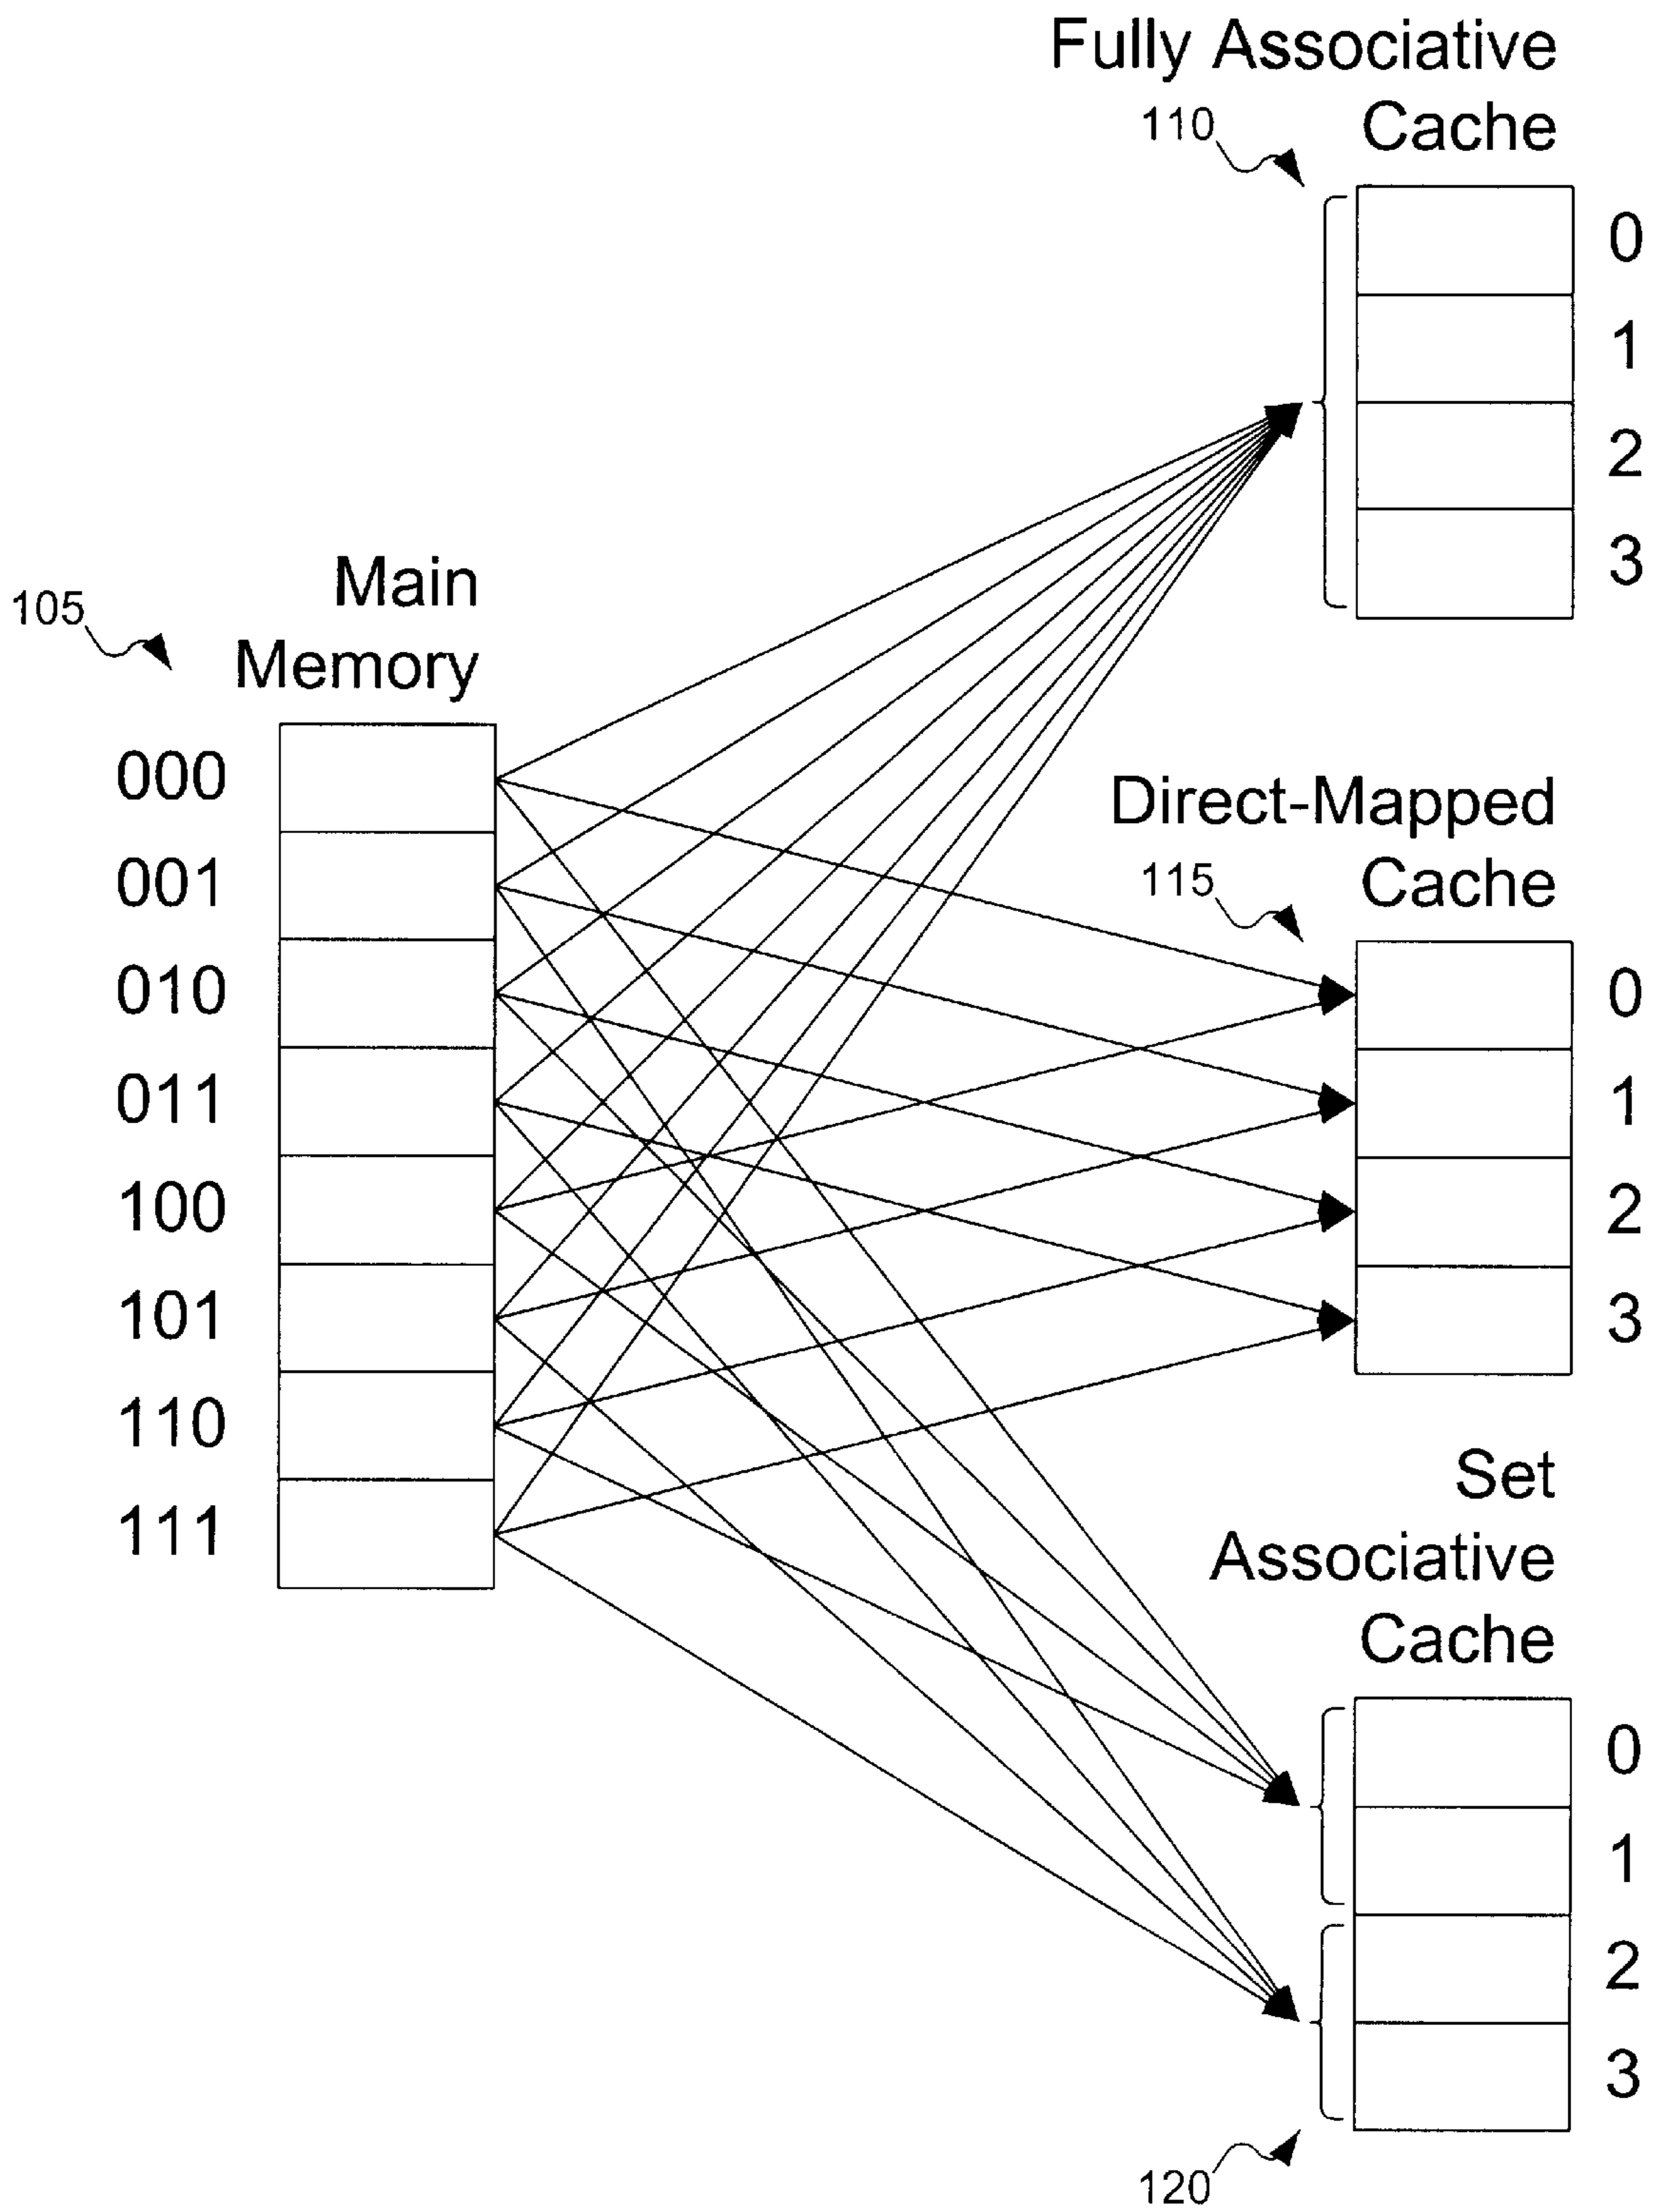 Fully Associative
Cache
110
0
1
2
3
Main
Memory
105
000
001
010
011
100
101
110
111
Direct-Mapped
Cache
115
0
1
2
3
Set
Associative
Cache
0
1
2
3
120